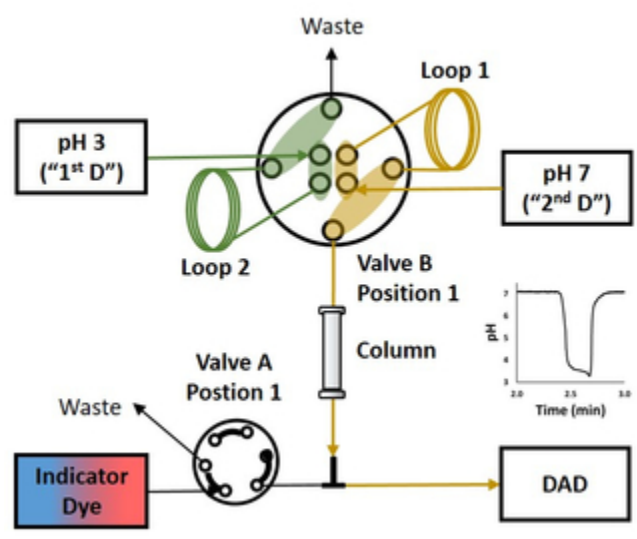 Waste
Loop 1
pH 3
(“1st D”)
pH 7
(“2nd D”)
Loop 2
Valve B
Position 1
Column
pH
7
6
5
4
3
2.0
2.5
3.0
Time (min)
Valve A
Postion 1
Waste
Indicator
Dye
DAD